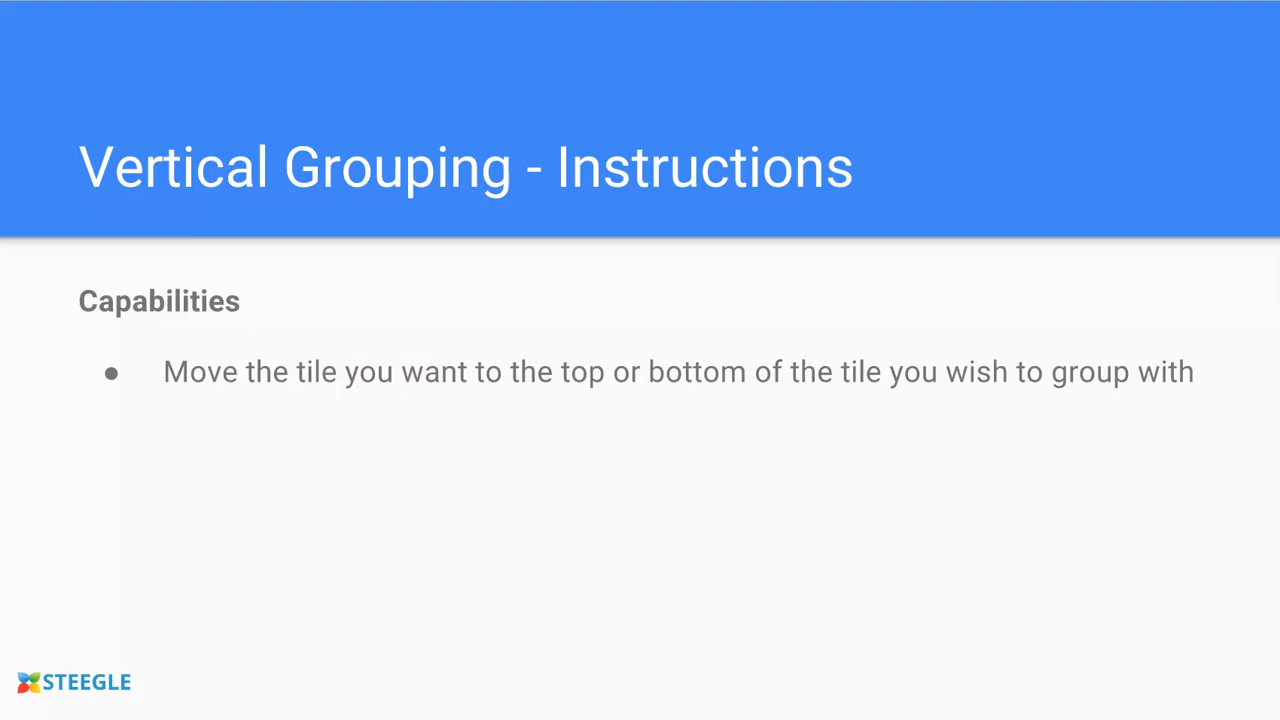 Vertical Grouping - Instructions
Capabilities
● Move the tile you want to the top or bottom of the tile you wish to group with
STEEGLE